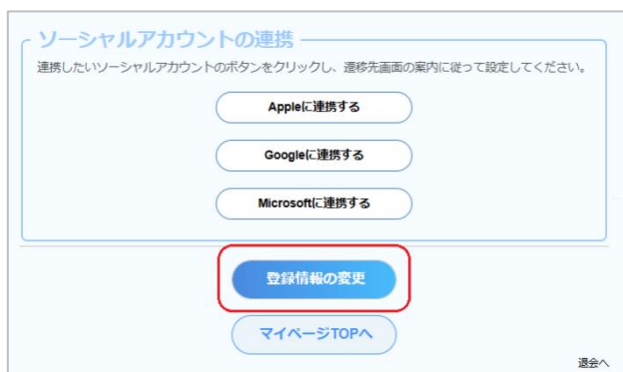 ソーシャルアカウントの連携
連携したいソーシャルアカウントのボタンをクリックし、遷移先画面の案内に従って設定してください。
Appleに連携する
Googleに連携する
Microsoftに連携する
登録情報の変更
マイページTOPへ
退会へ